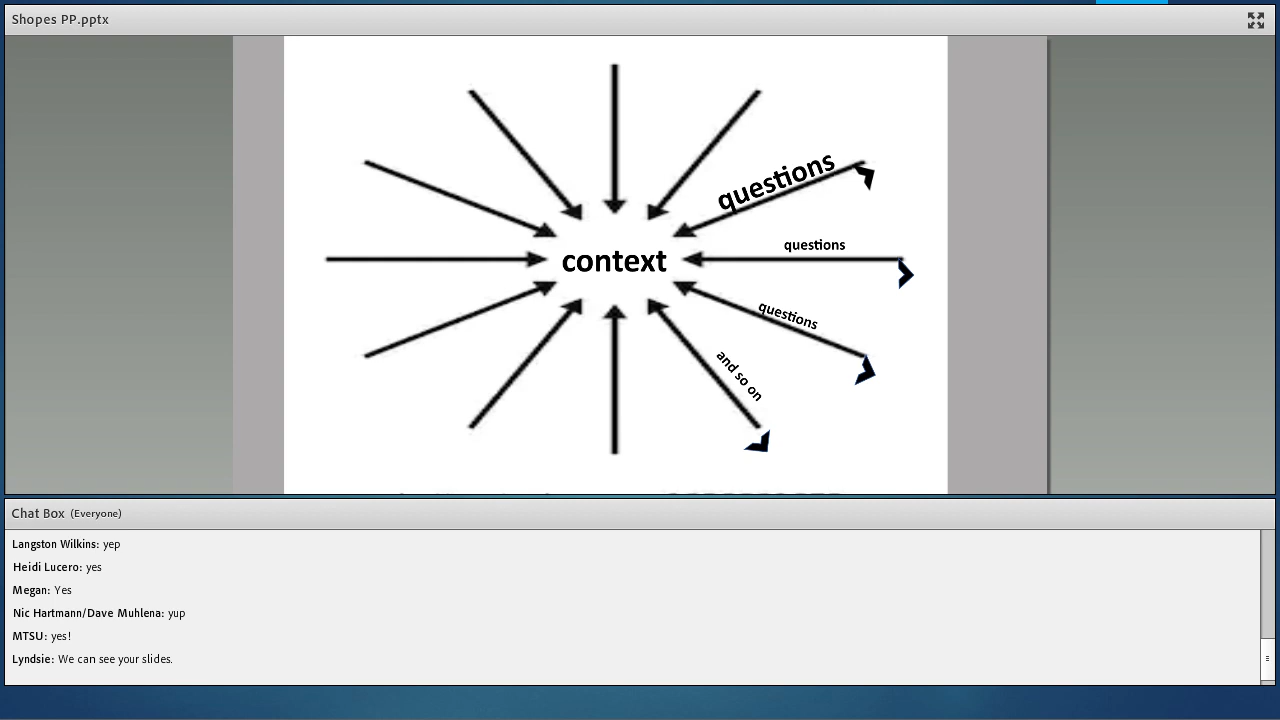 Shopes PP.pptx
questions
questions
context
questions
and so on
Chat Box (Everyone)
Langston Wilkins: yep
Heidi Lucero: yes
Megan: Yes
Nic Hartmann/Dave Muhlena: yup
MTSU: yes!
Lyndsie: We can see your slides.